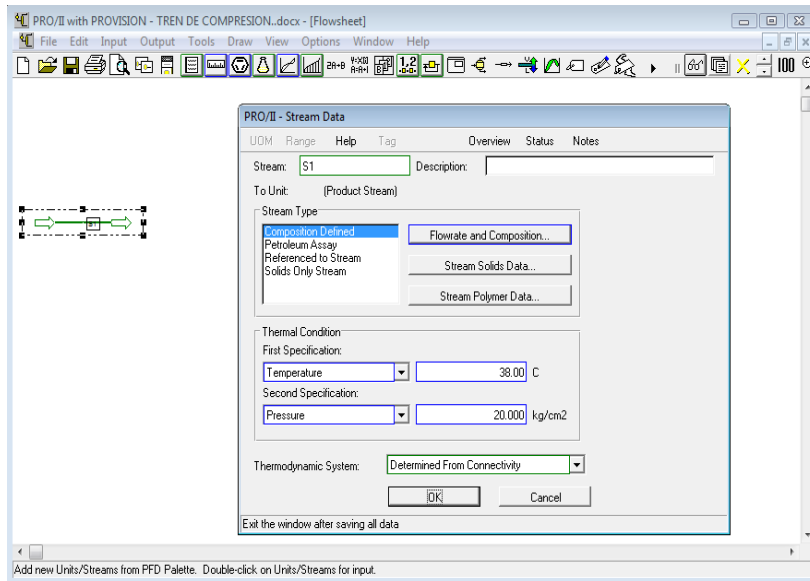 PRO/II with PROVISION - TREN DE COMPRESION..docx - [Flowsheet]
File Edit Input Output Tools Draw View Options Window Help
100
PRO/II - Stream Data
UOM Range Help Tag Overview Status Notes
Stream: S1 Description:
To Unit: (Product Stream)
Stream Type
Composition Defined
Petroleum Assay
Referenced to Stream
Solids Only Stream
Flowrate and Composition...
Stream Solids Data...
Stream Polymer Data...
S1
Thermal Condition
First Specification:
Temperature 38.00 C
Second Specification:
Pressure 20.000 kg/cm2
Thermodynamic System: Determined From Connectivity
OK Cancel
Exit the window after saving all data
Add new Units/Streams from PFD Palette. Double-click on Units/Streams for input.